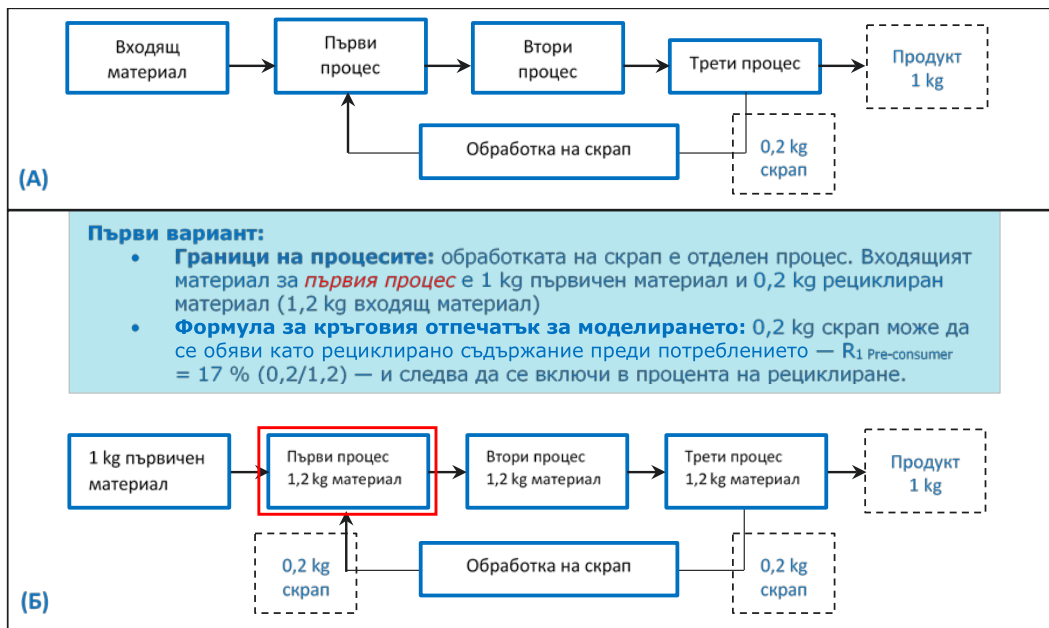 Входящ
материал
Първи
процес
Втори
процес
Трети процес
Продукт
1 kg
Обработка на скрап
0,2 kg
скрап
(А)
Първи вариант:
• Граници на процесите: обработката на скрап е отделен процес. Входящият
материал за първия процес е 1 kg първичен материал и 0,2 kg рециклиран
материал (1,2 kg входящ материал)
• Формула за кръговия отпечатък за моделирането: 0,2 kg скрап може да
се обяви като рециклирано съдържание преди потреблението — R1 Pre-consumer
= 17 % (0,2/1,2) — и следва да се включи в процента на рециклиране.
1 kg първичен
материал
Първи процес
1,2 kg материал
Втори процес
1,2 kg материал
Трети процес
1,2 kg материал
Продукт
1 kg
0,2 kg
скрап
Обработка на скрап
0,2 kg
скрап
(Б)